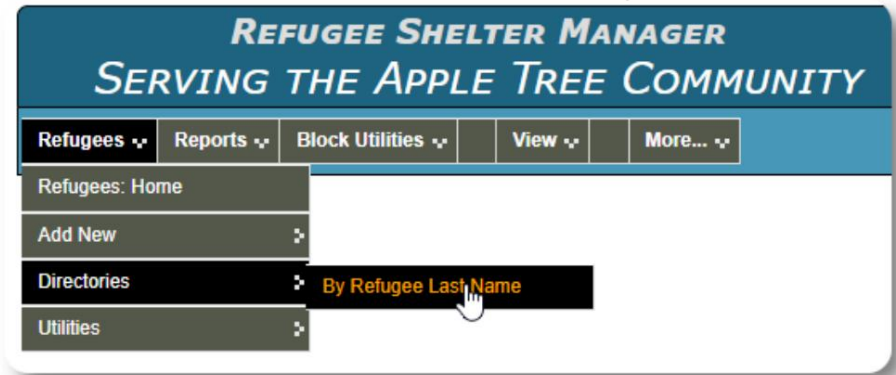 REFUGEE SHELTER MANAGER
SERVING THE APPLE TREE COMMUNITY
Refugees Reports Block Utilities View More...
Refugees: Home
Add New
Directories By Refugee Last Name
Utilities